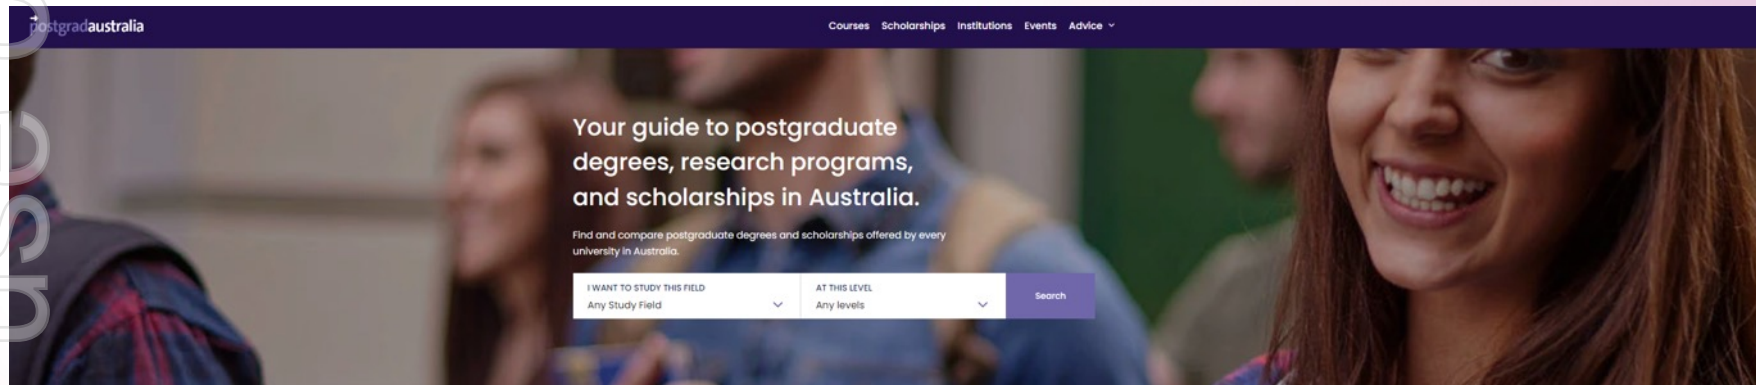 postgradaustralia
Courses Scholarships Institutions Events Advice
Your guide to postgraduate
degrees, research programs,
and scholarships in Australia.
Find and compare postgraduate degrees and scholarships offered by every
university in Australia.
I WANT TO STUDY THIS FIELD
Any Study Field
AT THIS LEVEL
Any levels
Search